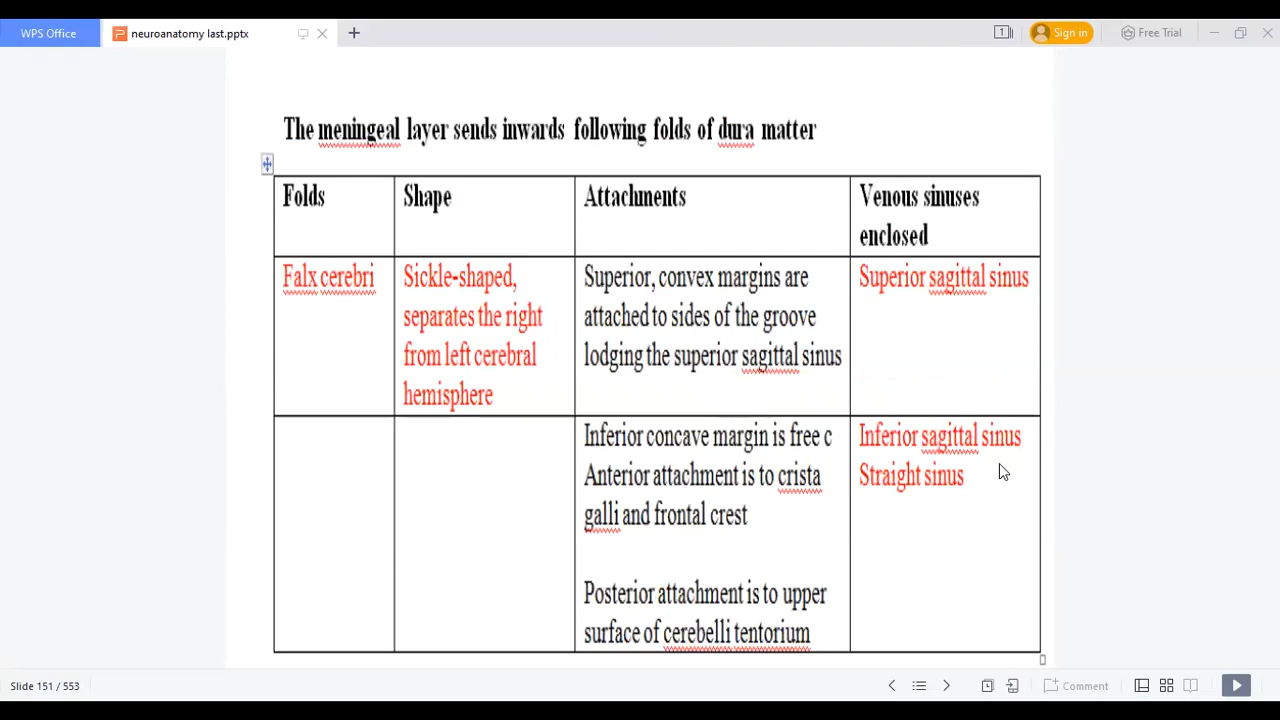 WPS Office
neuroanatomy last.pptx
1
Sign in
Free Trial
The meningeal layer sends inwards following folds of dura matter
Folds
Shape
Attachments
Venous sinuses
enclosed
Falx cerebri
Sickle-shaped,
separates the right
from left cerebral
hemisphere
Superior, convex margins are
attached to sides of the groove
lodging the superior sagittal sinus
Superior sagittal sinus
Inferior concave margin is free c
Anterior attachment is to crista
galli and frontal crest
Posterior attachment is to upper
surface of cerebelli tentorium
Inferior sagittal sinus
Straight sinus
Slide 151 / 553
Comment